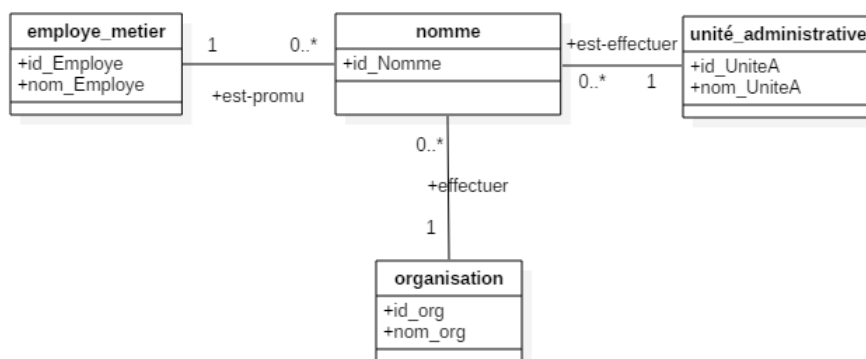 employe_metier
+id_Employe
+nom_Employe
1
0..*
+est-promu
nomme
+id_Nomme
+est-effectuer
0..*
1
unité_administrative
+id_UniteA
+nom_UniteA
0..*
+effectuer
1
organisation
+id_org
+nom_org